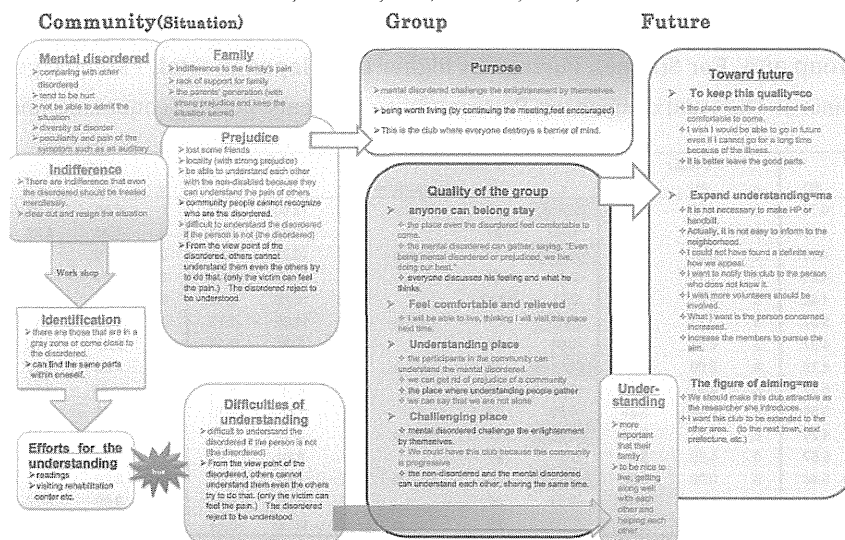 Community(Situation)
Group
Future
Mental disordered
➢ comparing with other
disordered
➢ tend to be hurt
➢ not be able to admit the
situation
➢ diversity of disorder
➢ peculiarity and pain of the
symptom such as an auditory
Family
➢ indifference to the family's pain
➢ lack of support for
family
➢ the parents' generation (with
strong prejudice and keep the
situation secret)
Indifference
➢ There are indifference that even
the disordered should be treated
mercilessly.
➢ clear cut and resign the situation
Prejudice
➢ lost some friends
➢ locality (with strong prejudice)
➢ be able to understand each other
with the non-disabled because they
can understand the pain of others
➢ community people cannot recognize
who are the disordered.
➢ difficult to understand the disordered
if the person is not (the disordered)
➢ From the view point of the
disordered, others cannot
understand them even the others try
to do that. (only the victim can feel
the pain.) The disordered reject to
be understood.
Work shop
Identification
➢ there are those that are in a
gray zone or come close to
the disordered.
➢ can find the same parts
within oneself.
Efforts for the
understanding
➢ readings
➢ visiting rehabilitation
center etc.
Difficulties of
understanding
➢ difficult to understand the
disordered if the person is not
(the disordered)
➢ From the view point of the
disordered, others cannot
understand them even the others
try to do that. (only the victim can
feel the pain.) The disordered
reject to be understood.
Purpose
➢ mental disordered challenge the enlightenment by themselves.
➢ being worth living (by continuing the meeting,feel encouraged)
➢ This is the club where everyone destroys a barrier of mind.
Quality of the group
➢ anyone can belong stay
✧ the place even the disordered feel comfortable to
come.
✧ the mental disordered can gather, saying, "Even
being mental disordered or prejudiced, we live,
doing our best."
✧ everyone discusses his feeling and what he
thinks.
➢ Feel comfortable and relieved
✧ I will be able to live, thinking I will visit this place
next time.
➢ Understanding place
✧ the participants in the community can
understand the mental disordered
✧ we can get rid of prejudice of a community
✧ the place where understanding people gather
✧ we can say that we are not alone
➢ Challlenging place
✧ mental disordered challenge the enlightenment
by themselves.
✧ We could have this club because this community
is progressive
✧ the non-disordered and the mental disordered
can understand each other, sharing the same time.
Under-
standing
➢ more
important
that their
family
➢ to be nice to
live, getting
along well
with each
other and
helping each
other
Toward future
➢ To keep this quality=co
✧ the place even the disordered feel
comfortable to come.
✧ I wish I would be able to go in future
even if I cannot go for a long time
because of the illness.
✧ It is better leave the good parts.
➢ Expand understanding=ma
✧ It is not necessary to make HP or
handbill.
✧ Actually, it is not easy to inform to the
neighborhood.
✧ I could not have found a definite way
how we appeal.
✧ I want to notify this club to the person
who does not know it.
✧ I wish more volunteers should be
involved.
✧ What I want is the person concerned
increased.
✧ Increase the members to pursue the
aim.
The figure of aiming=me
✧ We should make this club attractive as
the researcher she introduces.
✧ I want this club to be extended to the
other area. (to the next town, next
prefecture, etc.)